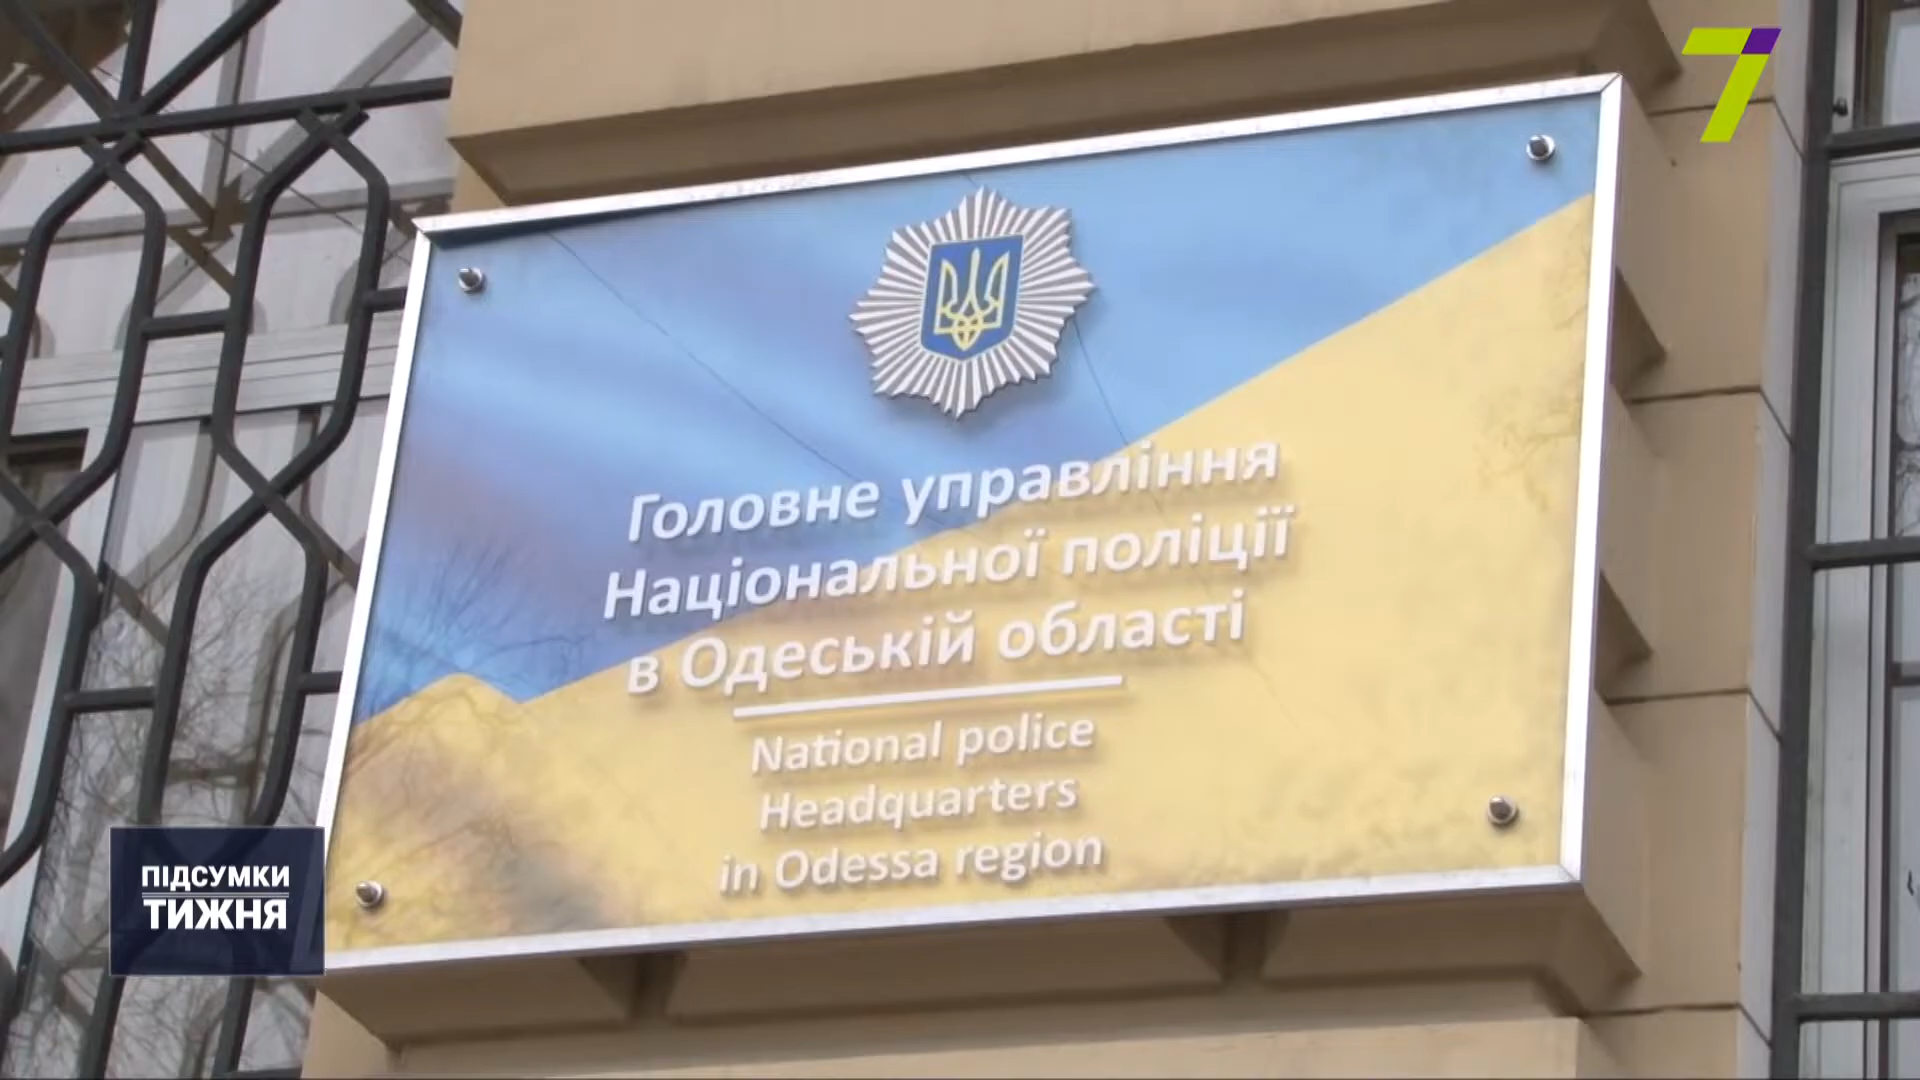 7
Головне управління
Національної поліції
в Одеській області
National police
Headquarters
in Odessa region
ПІДСУМКИ
ТИЖНЯ